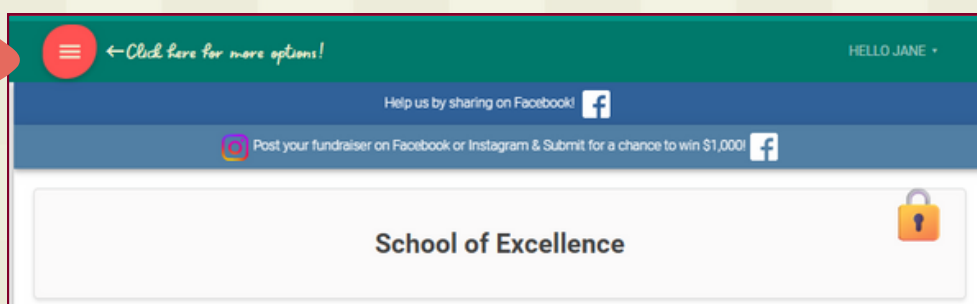 ←Click here for more options!
HELLO JANE
Help us by sharing on Facebook!
Post your fundraiser on Facebook or Instagram & Submit for a chance to win $1,000!
School of Excellence